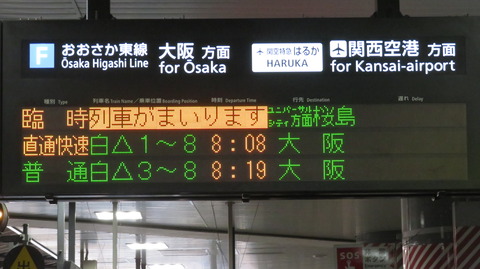 F おおさか東線 大阪 方面 関空特急はるか 関西空港 方面
Ōsaka Higashi Line for Ōsaka HARUKA for Kansai-airport
種別 Type 列車名 Train Name / 乗車位置 Boarding Position 時刻 Departure Time 行先 Destination 遅れ Delay
臨時 列車がまいります ユニバーサルシティ方面 桜島
直通快速 白△1～8 8:08 大阪
普通 白△3～8 8:19 大阪
SOS